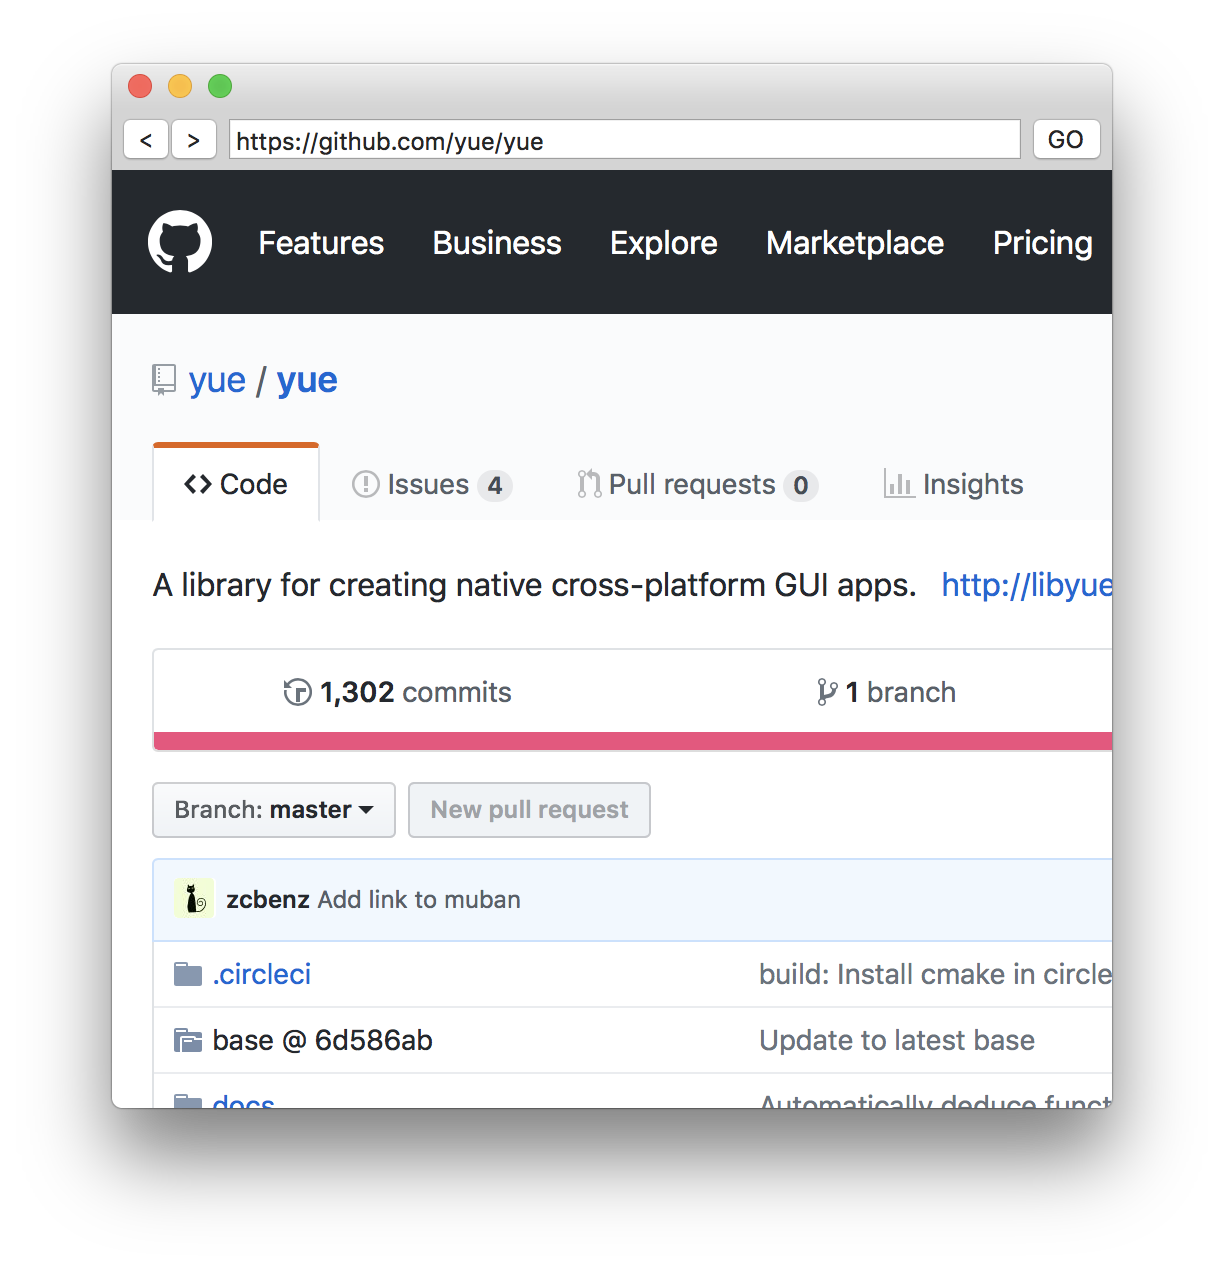 < > https://github.com/yue/yue GO
Features Business Explore Marketplace Pricing
yue / yue
Code Issues 4 Pull requests 0 Insights
A library for creating native cross-platform GUI apps. http://libyue
1,302 commits 1 branch
Branch: master New pull request
zcbenz Add link to muban
.circleci build: Install cmake in circle
base @ 6d586ab Update to latest base
docs Automatically deduce funct